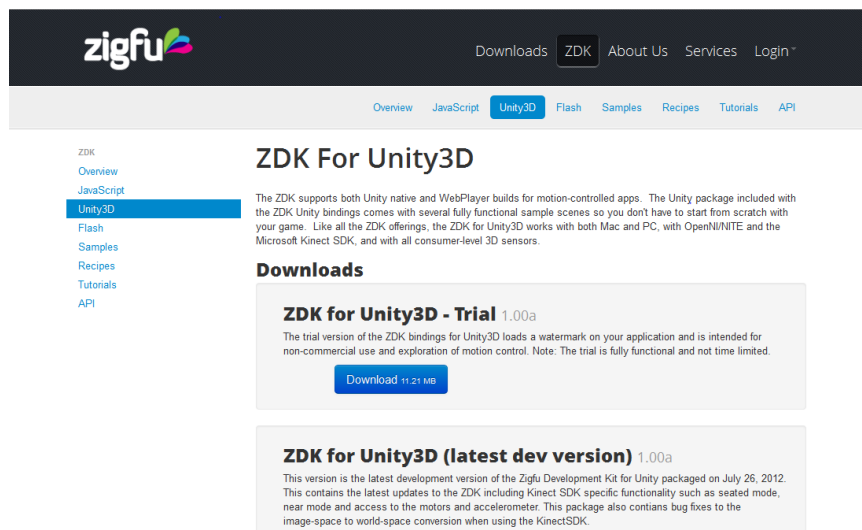 zigfu
Downloads ZDK About Us Services Login
Overview JavaScript Unity3D Flash Samples Recipes Tutorials API
ZDK
Overview
JavaScript
Unity3D
Flash
Samples
Recipes
Tutorials
API
ZDK For Unity3D
The ZDK supports both Unity native and WebPlayer builds for motion-controlled apps. The Unity package included with
the ZDK Unity bindings comes with several fully functional sample scenes so you don't have to start from scratch with
your game. Like all the ZDK offerings, the ZDK for Unity3D works with both Mac and PC, with OpenNI/NITE and the
Microsoft Kinect SDK, and with all consumer-level 3D sensors.
Downloads
ZDK for Unity3D - Trial 1.00a
The trial version of the ZDK bindings for Unity3D loads a watermark on your application and is intended for
non-commercial use and exploration of motion control. Note: The trial is fully functional and not time limited.
Download 11.21 MB
ZDK for Unity3D (latest dev version) 1.00a
This version is the latest development version of the Zigfu Development Kit for Unity packaged on July 26, 2012.
This contains the latest updates to the ZDK including Kinect SDK specific functionality such as seated mode,
near mode and access to the motors and accelerometer. This package also contians bug fixes to the
image-space to world-space conversion when using the KinectSDK.